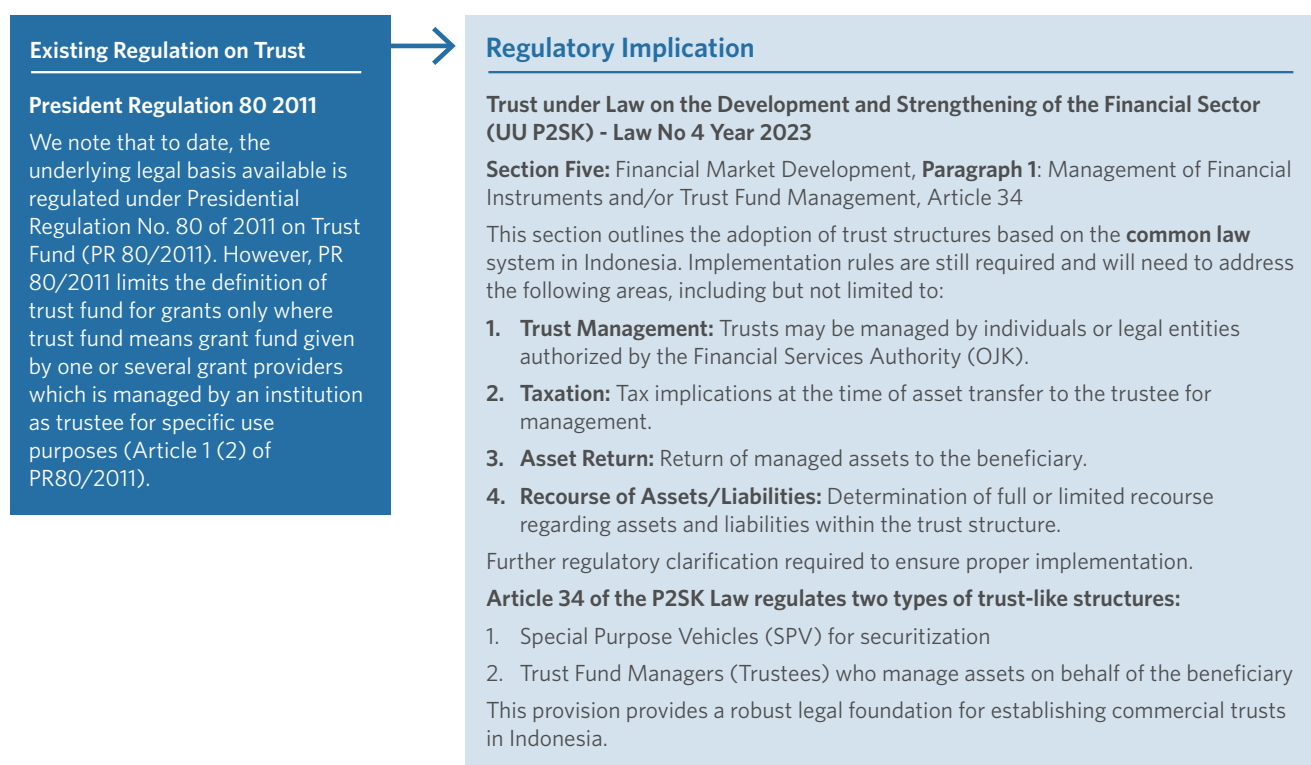 Existing Regulation on Trust
President Regulation 80 2011
We note that to date, the
underlying legal basis available is
regulated under Presidential
Regulation No. 80 of 2011 on Trust
Fund (PR 80/2011). However, PR
80/2011 limits the definition of
trust fund for grants only where
trust fund means grant fund given
by one or several grant providers
which is managed by an institution
as trustee for specific use
purposes (Article 1 (2) of
PR80/2011).
Regulatory Implication
Trust under Law on the Development and Strengthening of the Financial Sector
(UU P2SK) - Law No 4 Year 2023
Section Five: Financial Market Development, Paragraph 1: Management of Financial
Instruments and/or Trust Fund Management, Article 34
This section outlines the adoption of trust structures based on the common law
system in Indonesia. Implementation rules are still required and will need to address
the following areas, including but not limited to:
1. Trust Management: Trusts may be managed by individuals or legal entities
authorized by the Financial Services Authority (OJK).
2. Taxation: Tax implications at the time of asset transfer to the trustee for
management.
3. Asset Return: Return of managed assets to the beneficiary.
4. Recourse of Assets/Liabilities: Determination of full or limited recourse
regarding assets and liabilities within the trust structure.
Further regulatory clarification required to ensure proper implementation.
Article 34 of the P2SK Law regulates two types of trust-like structures:
1. Special Purpose Vehicles (SPV) for securitization
2. Trust Fund Managers (Trustees) who manage assets on behalf of the beneficiary
This provision provides a robust legal foundation for establishing commercial trusts
in Indonesia.